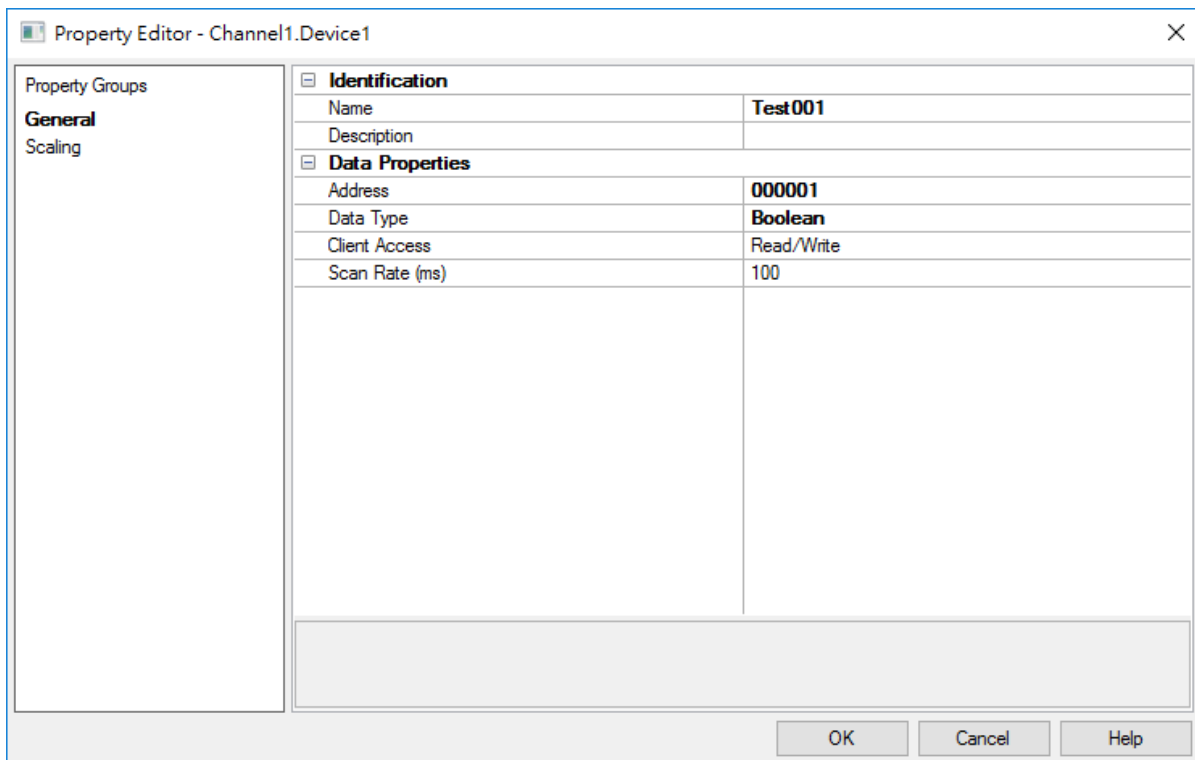 Property Editor - Channel1.Device1
Property Groups
General
Scaling
Identification
Name Test001
Description
Data Properties
Address 000001
Data Type Boolean
Client Access Read/Write
Scan Rate (ms) 100
OK Cancel Help